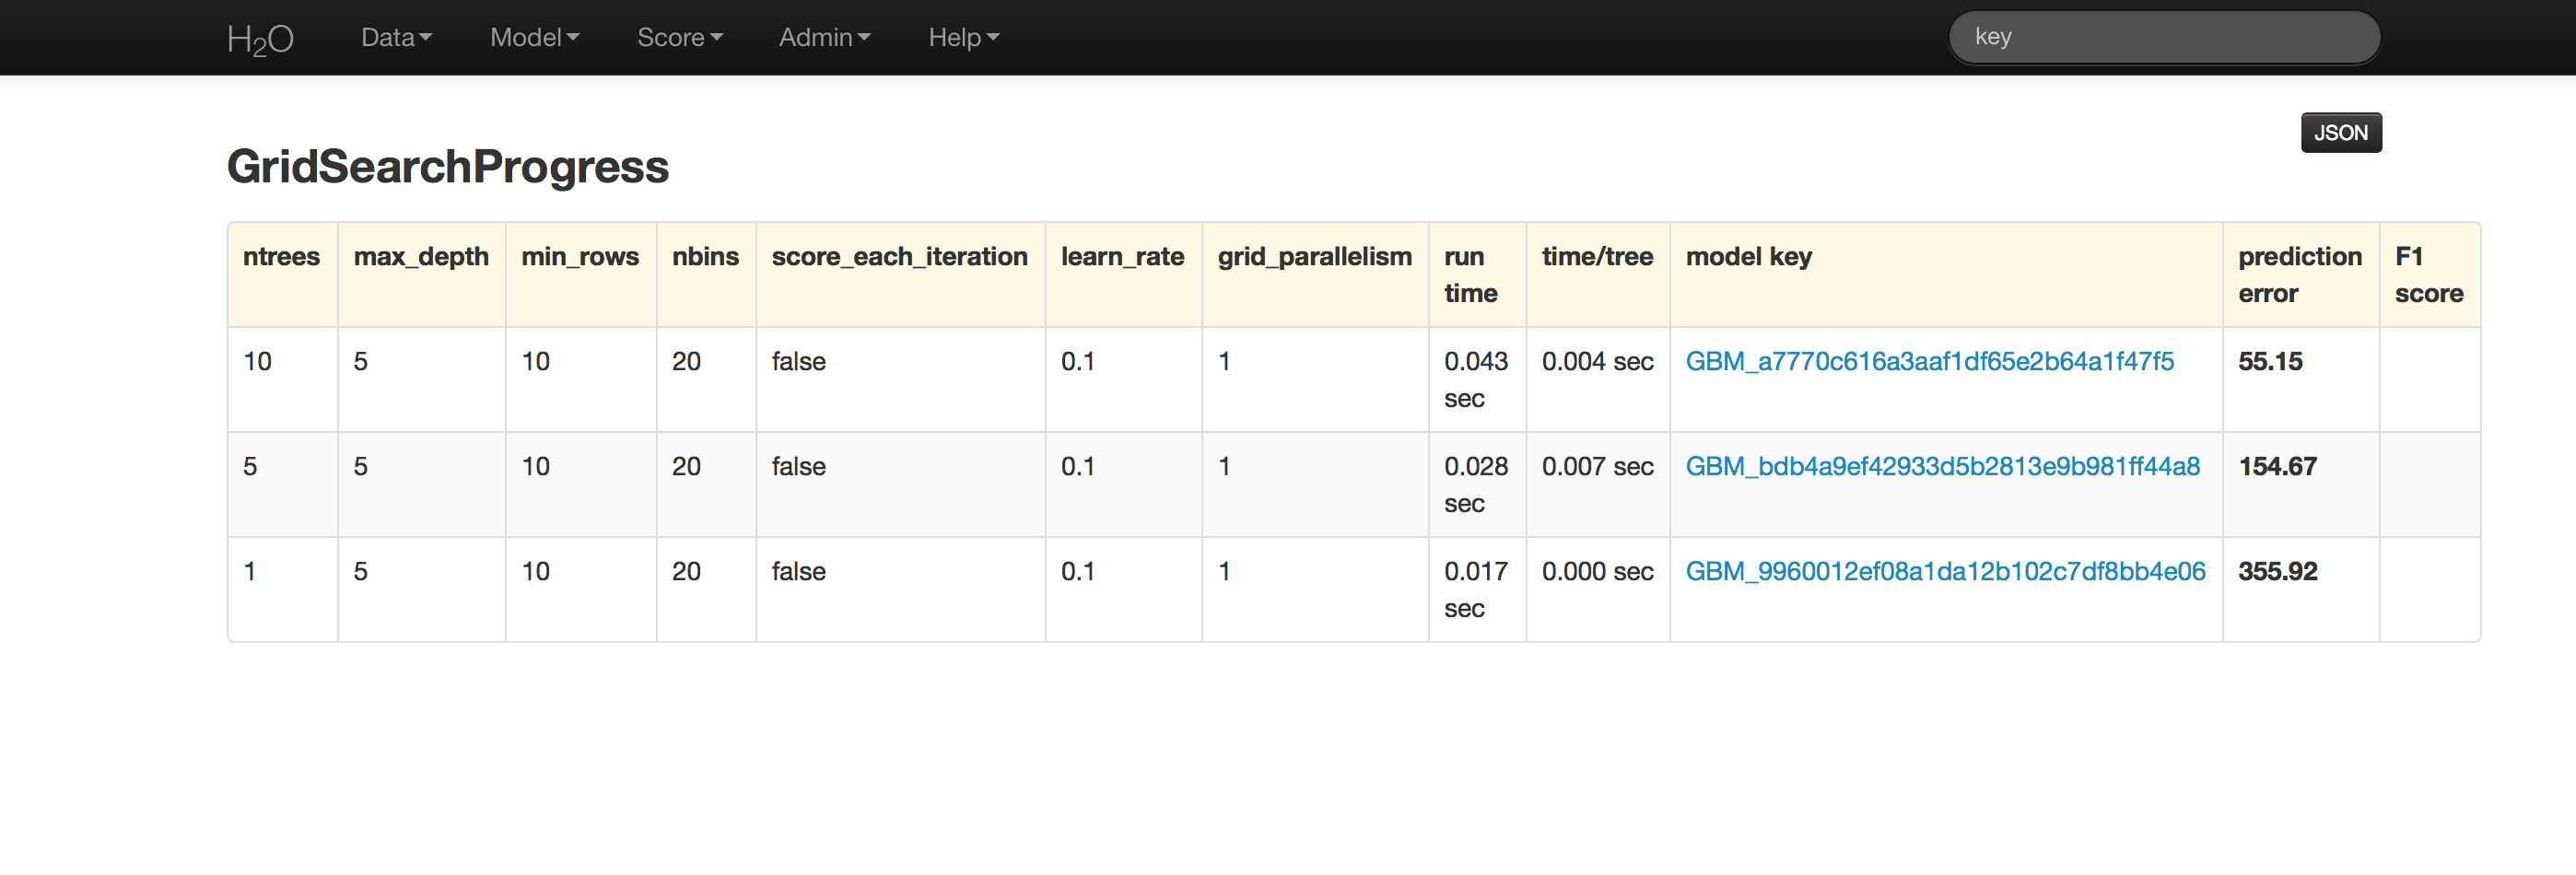 H2O Data Model Score Admin Help key
JSON
GridSearchProgress
ntrees max_depth min_rows nbins score_each_iteration learn_rate grid_parallelism run time time/tree model key prediction error F1 score
10 5 10 20 false 0.1 1 0.043 sec 0.004 sec GBM_a7770c616a3aaf1df65e2b64a1f47f5 55.15
5 5 10 20 false 0.1 1 0.028 sec 0.007 sec GBM_bdb4a9ef42933d5b2813e9b981ff44a8 154.67
1 5 10 20 false 0.1 1 0.017 sec 0.000 sec GBM_9960012ef08a1da12b102c7df8bb4e06 355.92